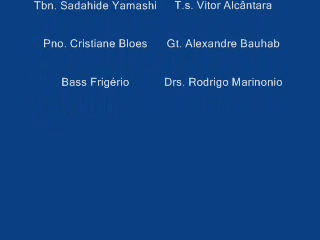 Tbn. Sadahide Yamashi T.s. Vitor Alcântara
Pno. Cristiane Bloes Gt. Alexandre Bauhab
Bass Frigério Drs. Rodrigo Marinonio